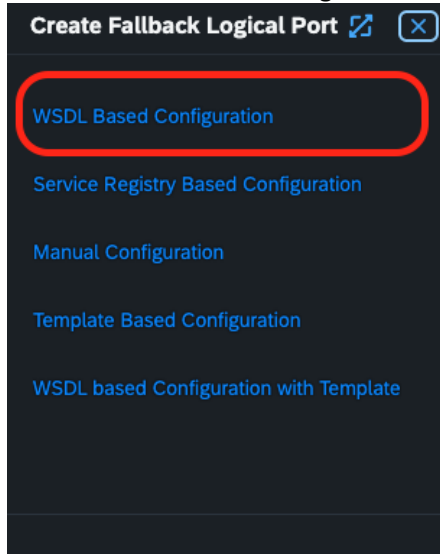 Create Fallback Logical Port
WSDL Based Configuration
Service Registry Based Configuration
Manual Configuration
Template Based Configuration
WSDL based Configuration with Template